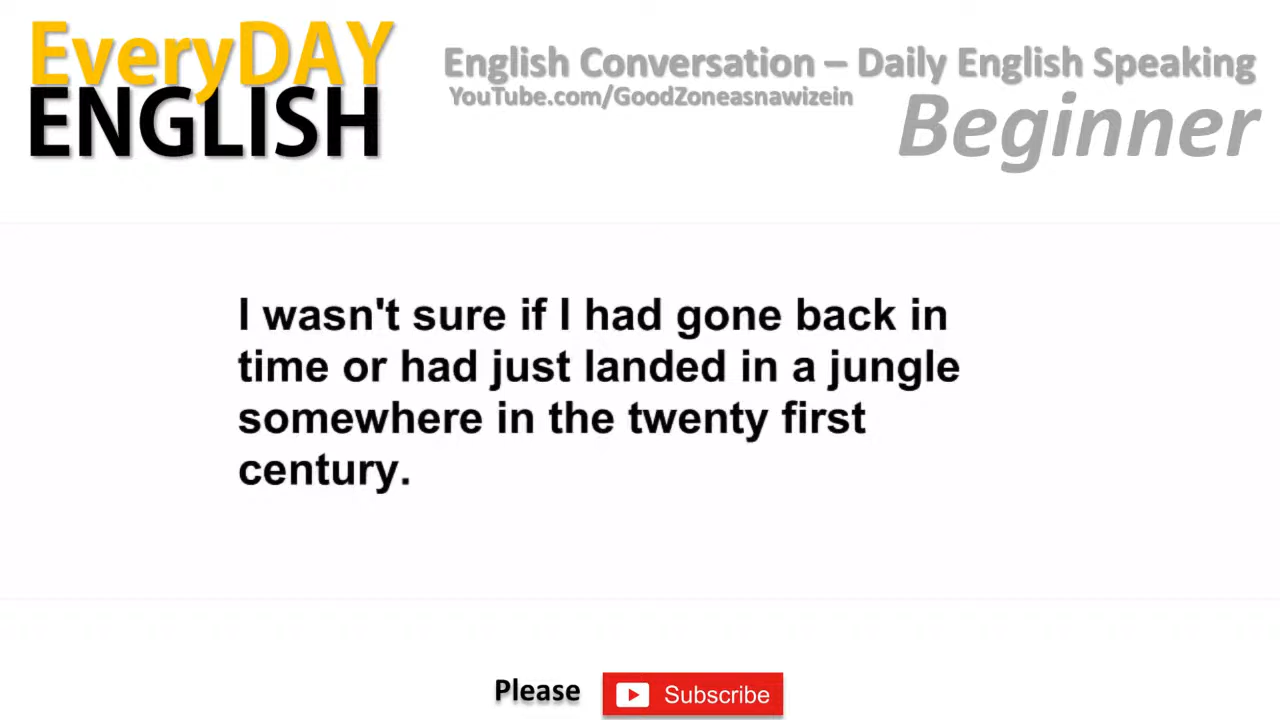 EveryDAY
ENGLISH
English Conversation – Daily English Speaking
YouTube.com/GoodZoneasnawizein
Beginner
I wasn't sure if I had gone back in
time or had just landed in a jungle
somewhere in the twenty first
century.
Please
Subscribe